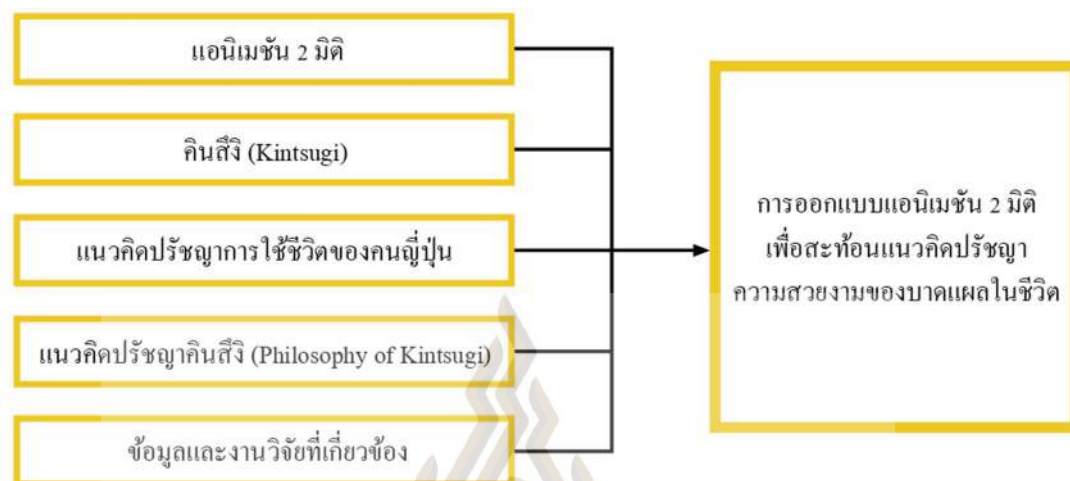 แอนิเมชัน 2 มิติ
คินสึงิ (Kintsugi)
แนวคิดปรัชญาการใช้ชีวิตของคนญี่ปุ่น
แนวคิดปรัชญาคินสึงิ (Philosophy of Kintsugi)
ข้อมูลและงานวิจัยที่เกี่ยวข้อง
การออกแบบแอนิเมชัน 2 มิติ
เพื่อสะท้อนแนวคิดปรัชญา
ความสวยงามของบาดแผลในชีวิต